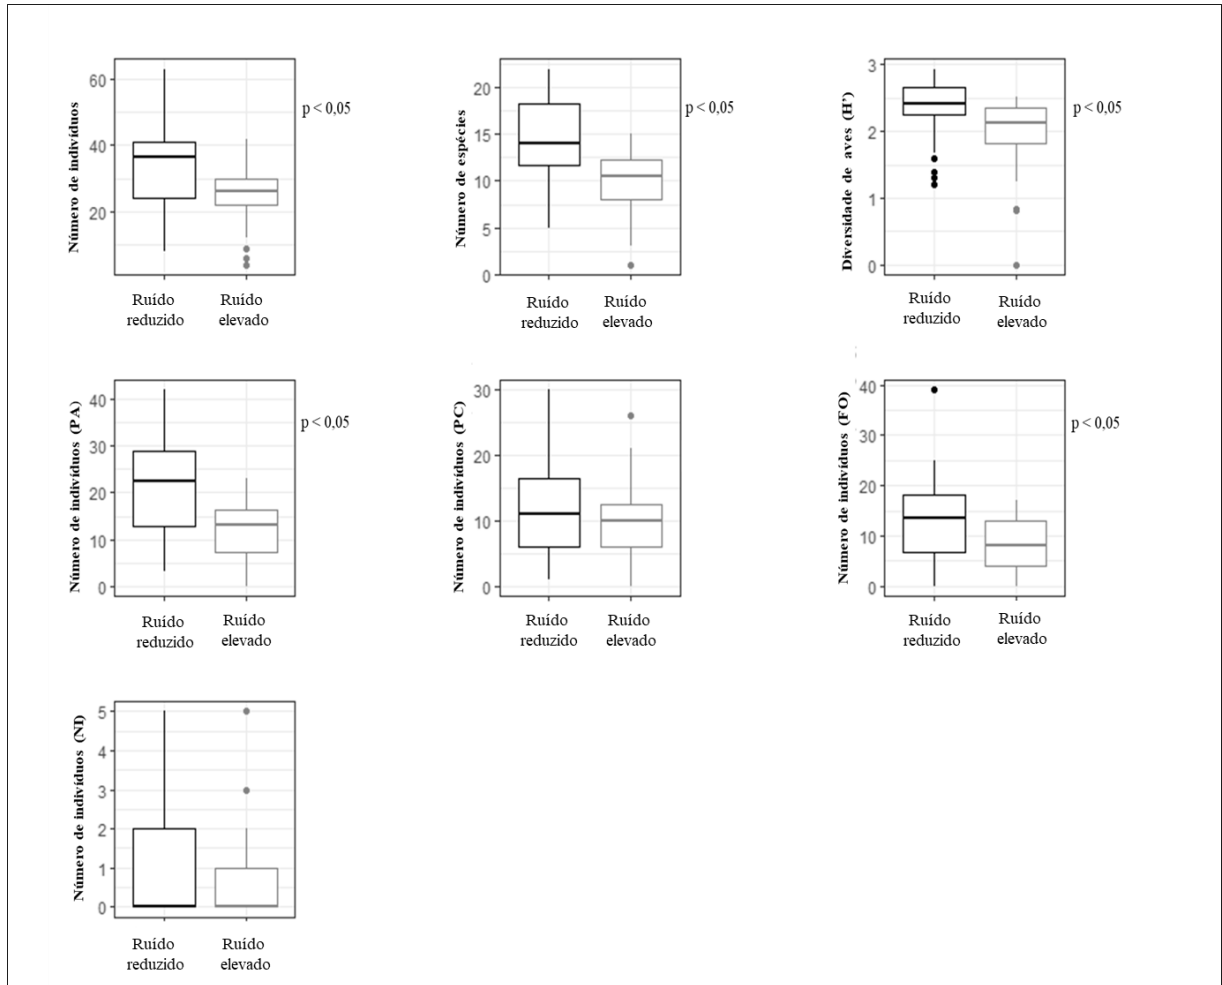 Número de indivíduos
60
40
20
p < 0,05
Ruído
reduzido
Ruído
elevado
Número de espécies
20
15
10
5
0
p < 0,05
Ruído
reduzido
Ruído
elevado
Diversidade de aves (H')
3
2
1
0
p < 0,05
Ruído
reduzido
Ruído
elevado
Número de indivíduos (PA)
40
30
20
10
0
p < 0,05
Ruído
reduzido
Ruído
elevado
Número de indivíduos (PC)
30
20
10
0
Ruído
reduzido
Ruído
elevado
Número de indivíduos (FO)
40
30
20
10
0
p < 0,05
Ruído
reduzido
Ruído
elevado
Número de indivíduos (NI)
5
4
3
2
1
0
Ruído
reduzido
Ruído
elevado